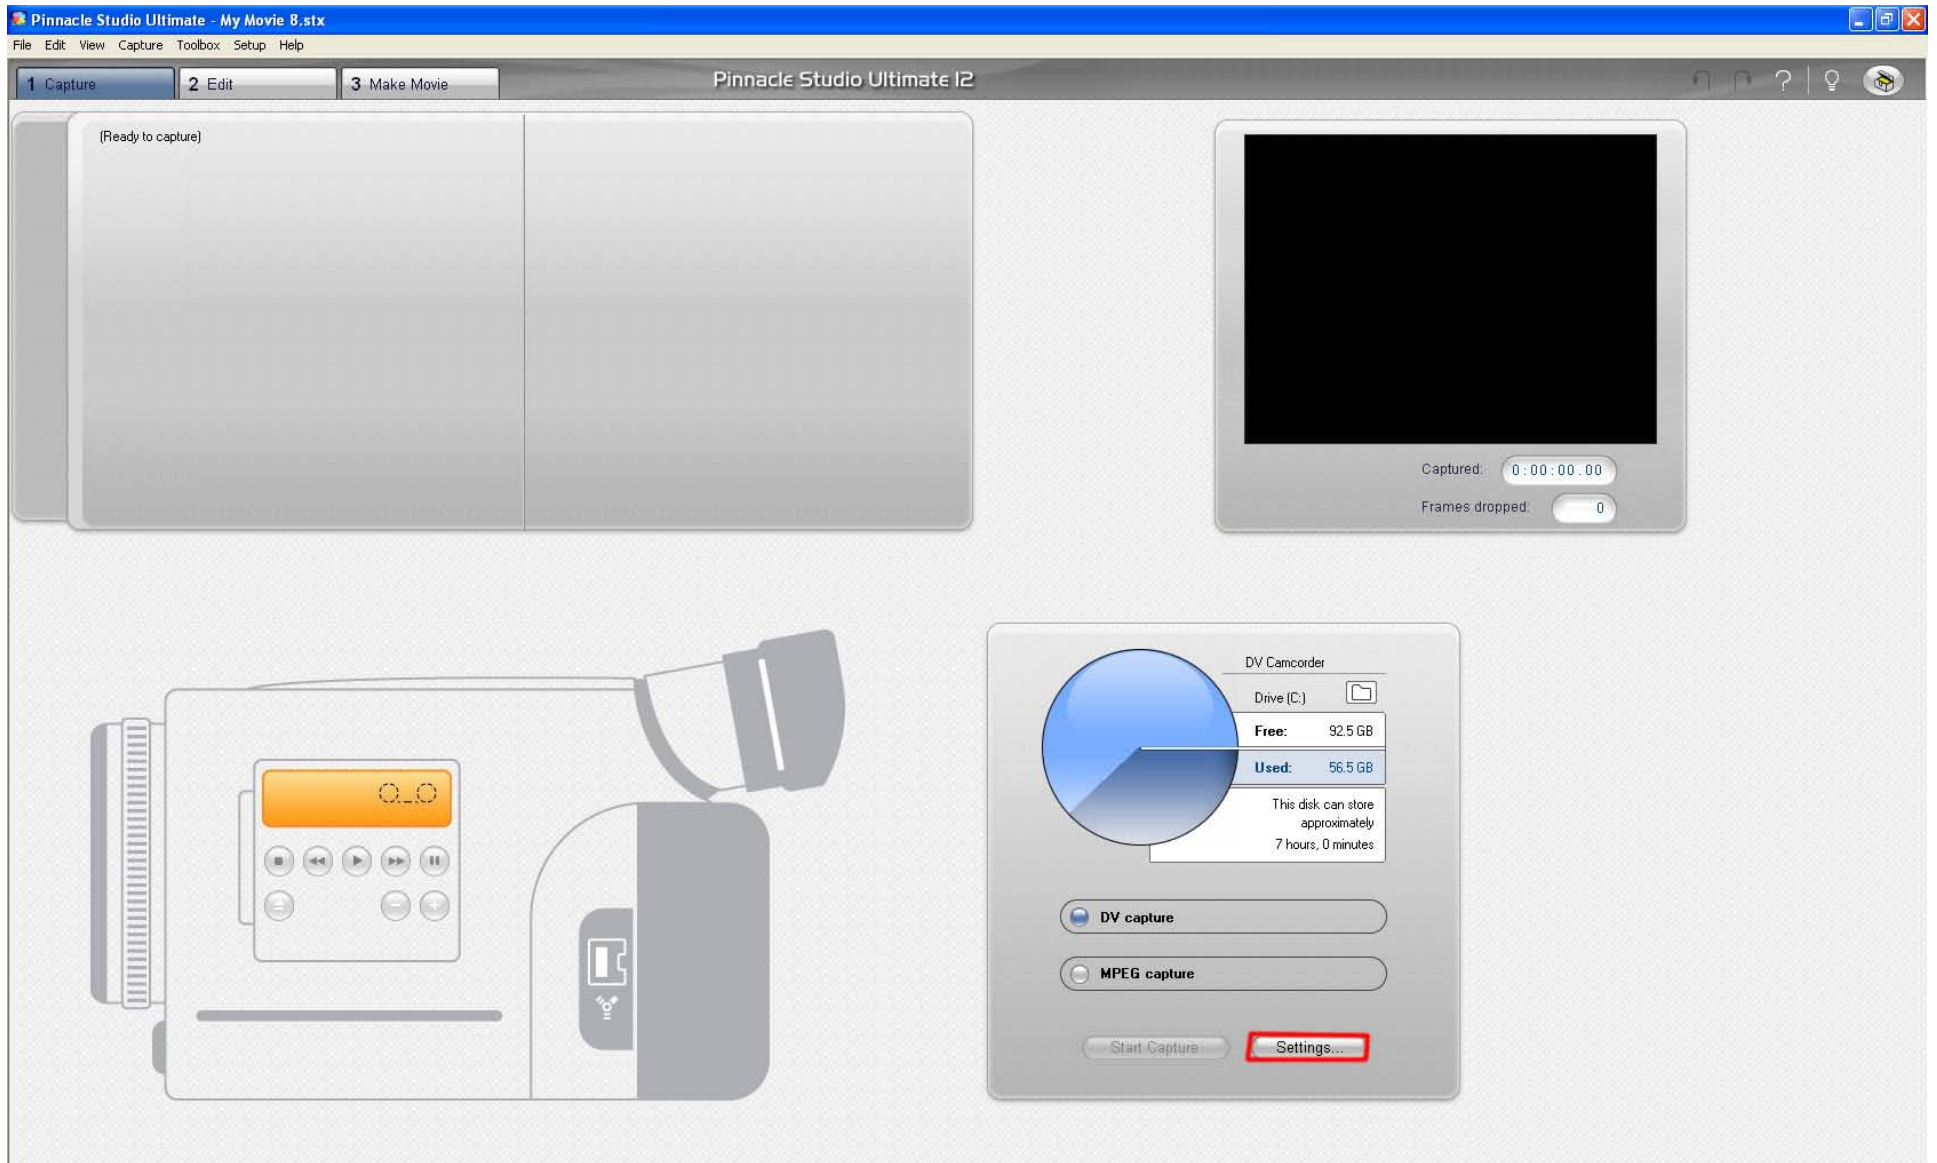 Pinnacle Studio Ultimate - My Movie 8.stx
File Edit View Capture Toolbox Setup Help
1 Capture
2 Edit
3 Make Movie
Pinnacle Studio Ultimate 12
?
(Ready to capture)
Captured: 0:00:00.00
Frames dropped: 0
DV Camcorder
Drive (C:)
Free: 92.5 GB
Used: 56.5 GB
This disk can store
approximately
7 hours, 0 minutes
DV capture
MPEG capture
Start Capture
Settings...